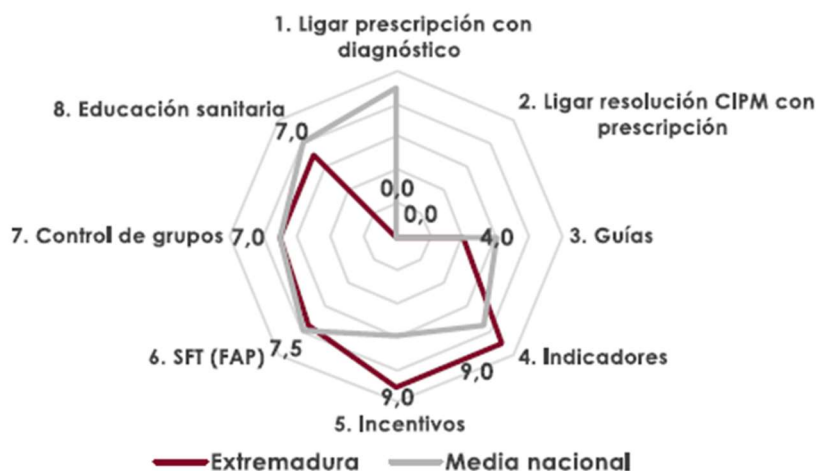 1. Ligar prescripción con
diagnóstico
2. Ligar resolución CIPM con
prescripción
8. Educación sanitaria
7,0
0,0
0,0
7. Control de grupos
7,0
4,0
3. Guías
6. SFT (FAP)
7,5
9,0
4. Indicadores
9,0
5. Incentivos
Extremadura
Media nacional